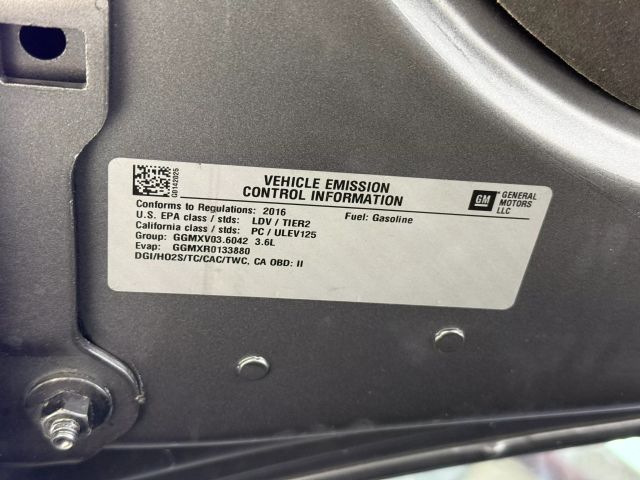 VEHICLE EMISSION
CONTROL INFORMATION
GM GENERAL MOTORS LLC
Conforms to Regulations: 2016 Fuel: Gasoline
U.S. EPA class / stds: LDV / TIER2
California class / stds: PC / ULEV125
Group: GGMXV03.6042 3.6L
Evap: GGMXR0133880
DGI/HO2S/TC/CAC/TWC, CA OBD: II